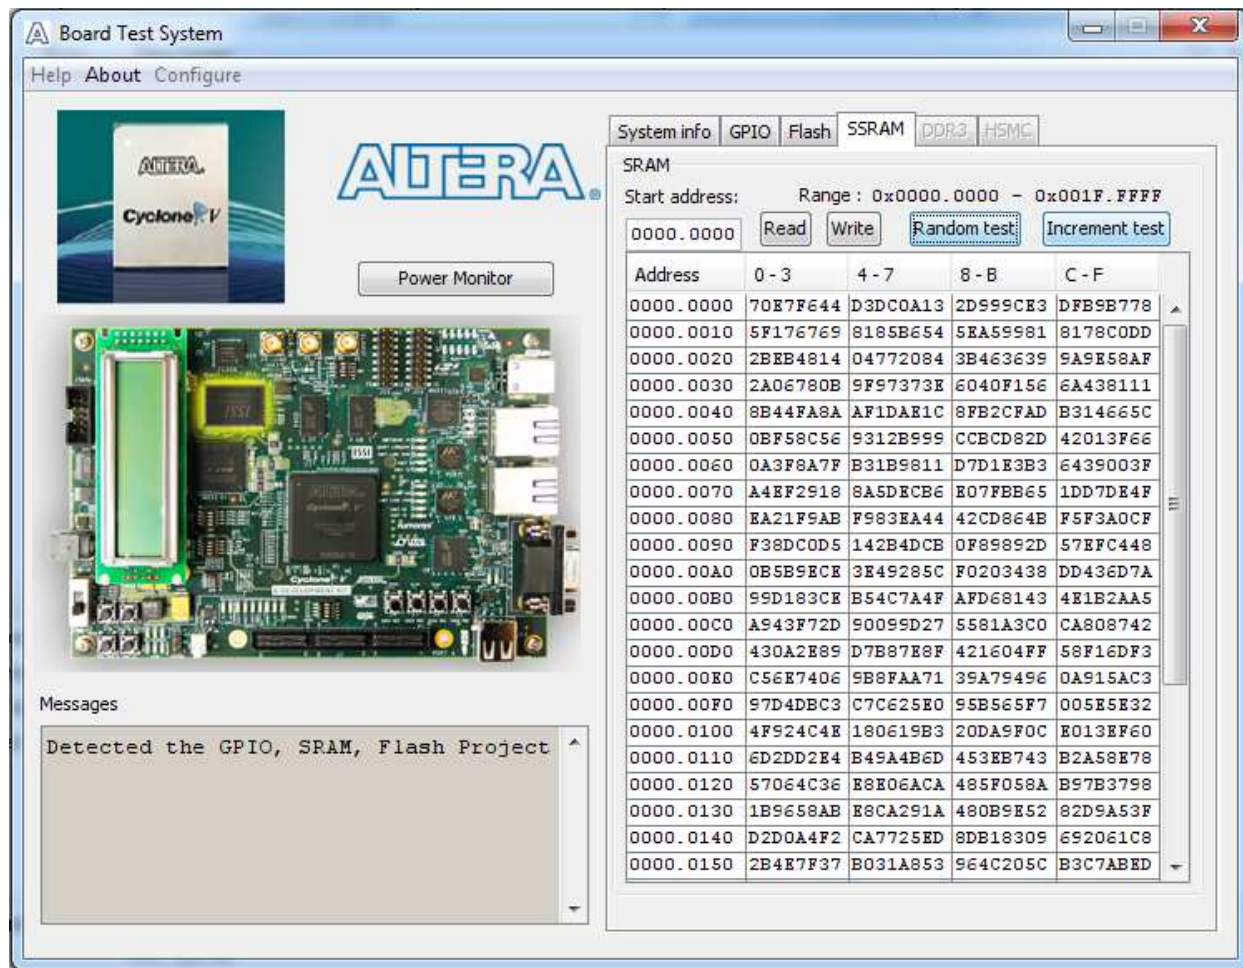 Board Test System
Help About Configure
ALTERA
Cyclone V
ALTERA®
Power Monitor
ISSI
Cyclone V
Messages
Detected the GPIO, SRAM, Flash Project
System info GPIO Flash SSRAM DDR3 HSMC
SRAM
Start address: Range : 0x0000.0000 - 0x001F.FFFF
0000.0000 Read Write Random test Increment test
Address 0 - 3 4 - 7 8 - B C - F
0000.0000 70E7F644 D3DC0A13 2D999CE3 DFB9B778
0000.0010 5F176769 8185B654 5EA59981 8178C0DD
0000.0020 2BEB4814 04772084 3B463639 9A9E58AF
0000.0030 2A06780B 9F97373E 6040F156 6A438111
0000.0040 8B44FA8A AF1DAE1C 8FB2CFAD B314665C
0000.0050 0BF58C56 9312B999 CCBCD82D 42013F66
0000.0060 0A3F8A7F B31B9811 D7D1E3B3 6439003F
0000.0070 A4EF2918 8A5DECB6 E07FBB65 1DD7DE4F
0000.0080 EA21F9AB F983EA44 42CD864B F5F3A0CF
0000.0090 F38DC0D5 142B4DCB 0F89892D 57EFC448
0000.00A0 0B5B9ECE 3E49285C F0203438 DD436D7A
0000.00B0 99D183CE B54C7A4F AFD68143 4E1B2AA5
0000.00C0 A943F72D 90099D27 5581A3C0 CA808742
0000.00D0 430A2E89 D7B87E8F 421604FF 58F16DF3
0000.00E0 C56E7406 9B8FAA71 39A79496 0A915AC3
0000.00F0 97D4DBC3 C7C625E0 95B565F7 005E5E32
0000.0100 4F924C4E 180619B3 20DA9F0C E013EF60
0000.0110 6D2DD2E4 B49A4B6D 453EB743 B2A58E78
0000.0120 57064C36 E8E06ACA 485F058A B97B3798
0000.0130 1B9658AB E8CA291A 480B9E52 82D9A53F
0000.0140 D2D0A4F2 CA7725ED 8DB18309 692061C8
0000.0150 2B4E7F37 B031A853 964C205C B3C7ABED